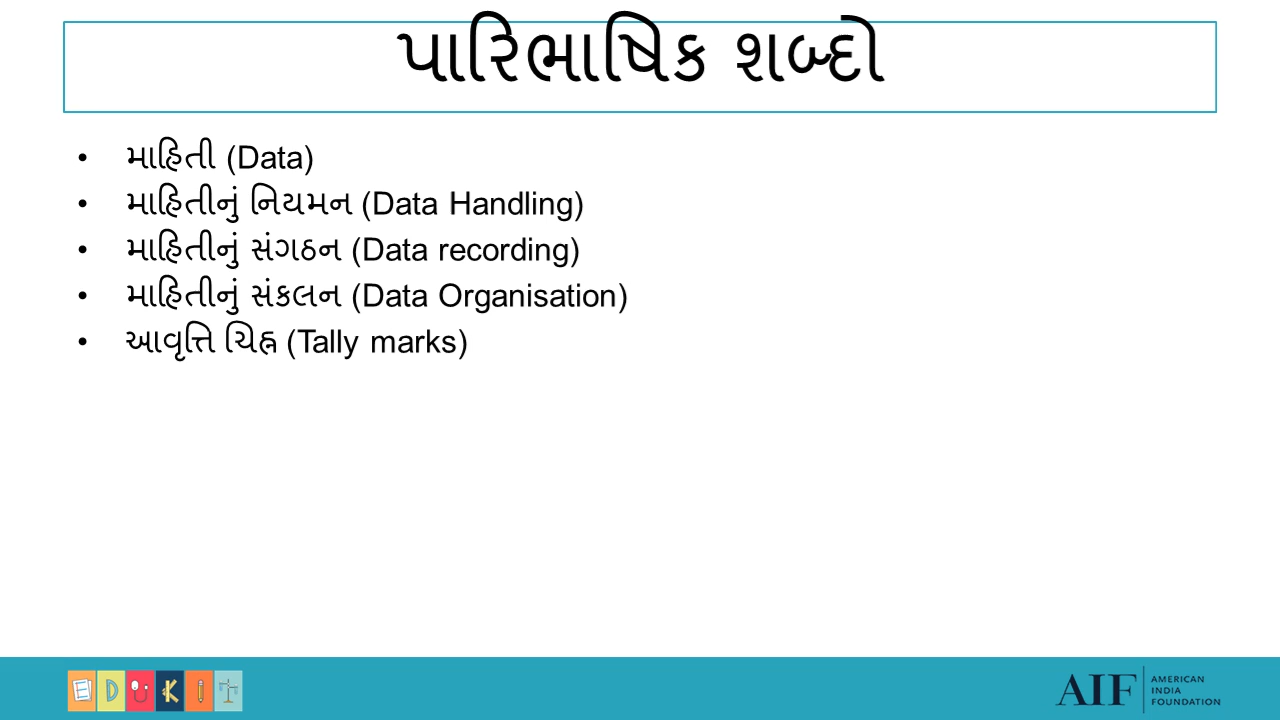 પારિભાષિક શબ્દો
• માહિતી (Data)
• માહિતીનું નિયમન (Data Handling)
• માહિતીનું સંગઠન (Data recording)
• માહિતીનું સંકલન (Data Organisation)
• આવૃત્તિ ચિહ્ન (Tally marks)
EDUKIT
AIF AMERICAN
INDIA
FOUNDATION